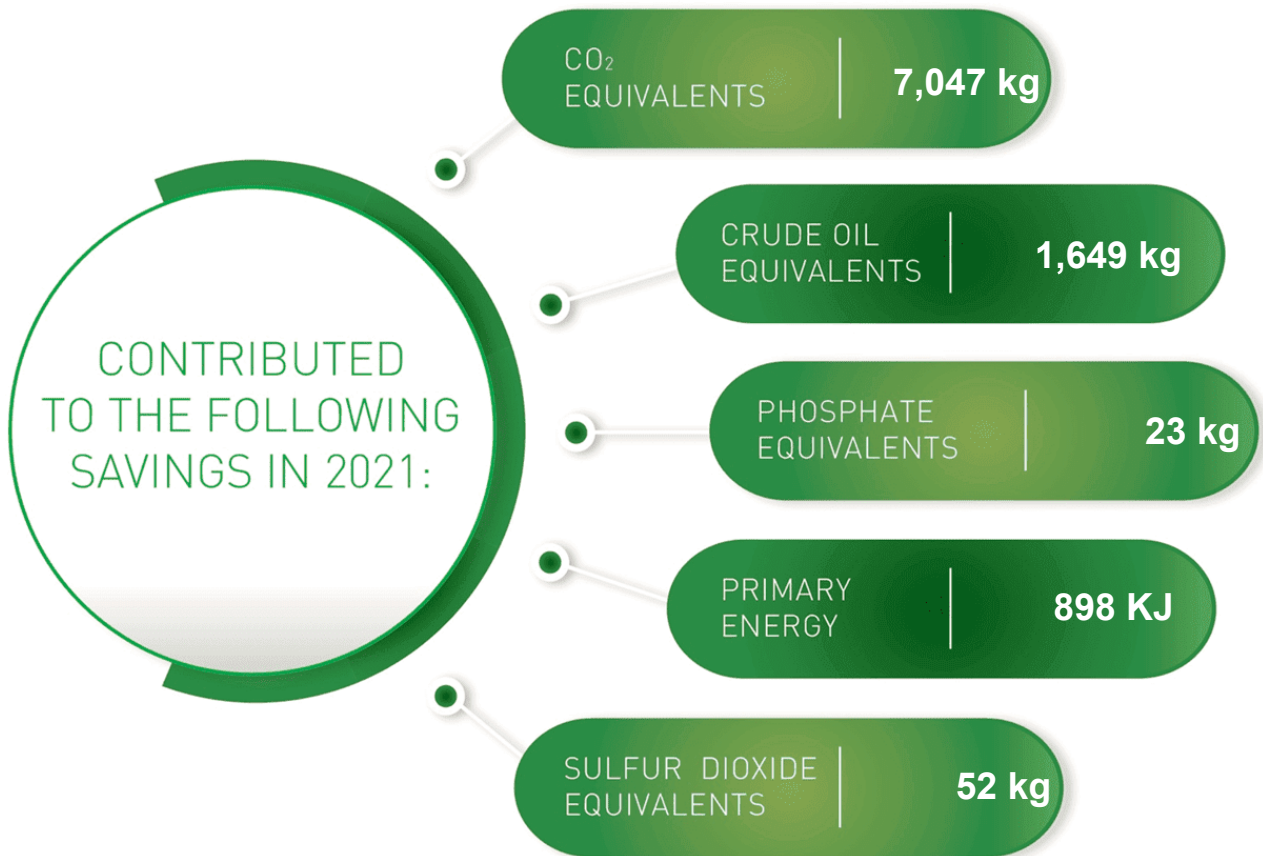 CONTRIBUTED
TO THE FOLLOWING
SAVINGS IN 2021:
CO₂
EQUIVALENTS
7,047 kg
CRUDE OIL
EQUIVALENTS
1,649 kg
PHOSPHATE
EQUIVALENTS
23 kg
PRIMARY
ENERGY
898 KJ
SULFUR DIOXIDE
EQUIVALENTS
52 kg